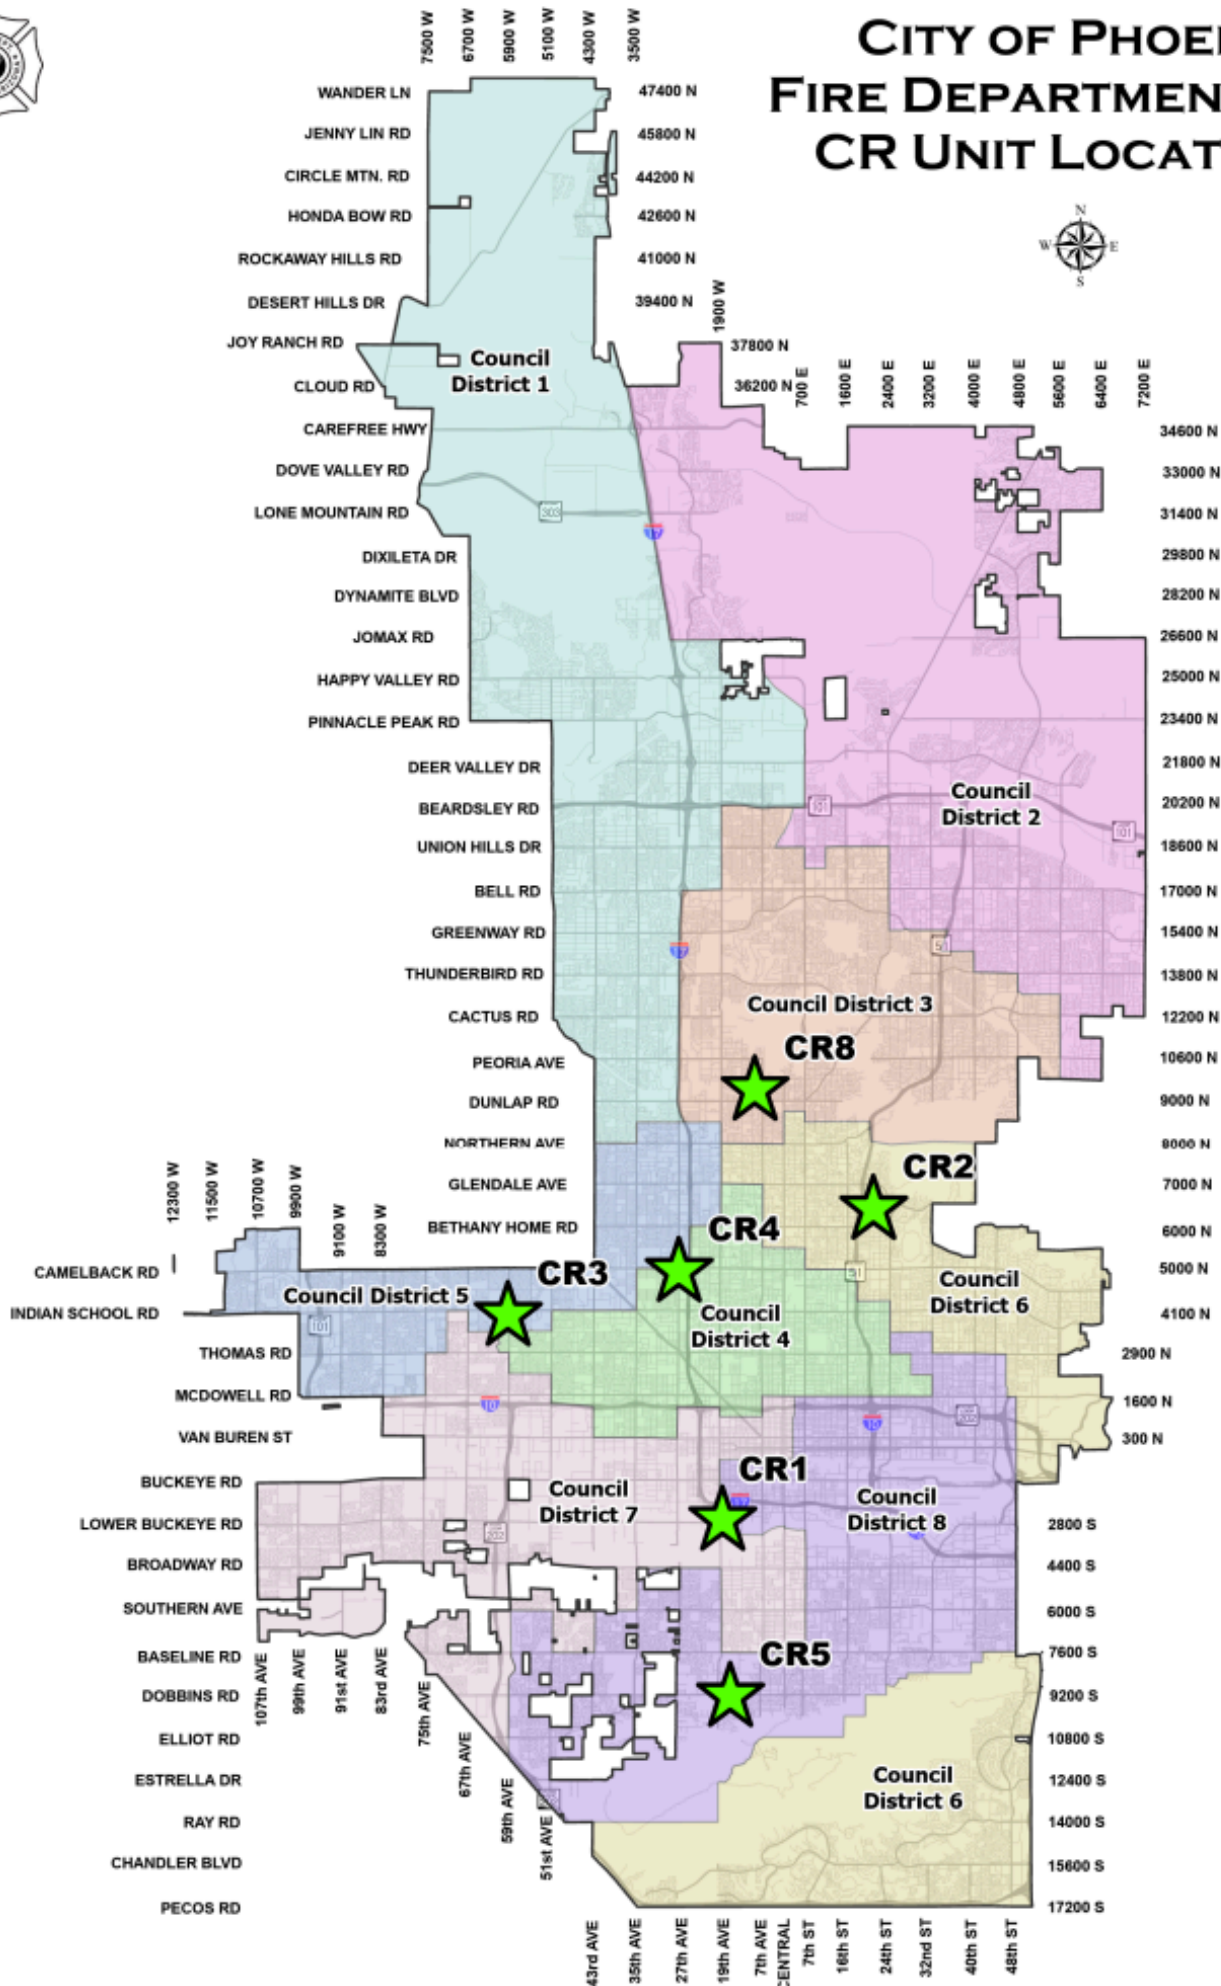 CITY OF PHOE
FIRE DEPARTMEN
CR UNIT LOCAT
N
W E
S
7500 W
6700 W
5900 W
5100 W
4300 W
3500 W
WANDER LN
47400 N
JENNY LIN RD
45800 N
CIRCLE MTN. RD
44200 N
HONDA BOW RD
42600 N
ROCKAWAY HILLS RD
41000 N
DESERT HILLS DR
39400 N
1900 W
JOY RANCH RD
37800 N
CLOUD RD
36200 N
700 E
1600 E
2400 E
3200 E
4000 E
4800 E
5600 E
6400 E
7200 E
Council
District 1
CAREFREE HWY
34600 N
DOVE VALLEY RD
33000 N
303
LONE MOUNTAIN RD
31400 N
17
DIXILETA DR
29800 N
DYNAMITE BLVD
28200 N
JOMAX RD
26600 N
HAPPY VALLEY RD
25000 N
PINNACLE PEAK RD
23400 N
DEER VALLEY DR
21800 N
Council
District 2
BEARDSLEY RD
101
20200 N
101
UNION HILLS DR
18600 N
BELL RD
17000 N
GREENWAY RD
15400 N
17
51
THUNDERBIRD RD
13800 N
Council District 3
CACTUS RD
12200 N
CR8
PEORIA AVE
10600 N
DUNLAP RD
9000 N
NORTHERN AVE
8000 N
12300 W
11500 W
10700 W
9900 W
9100 W
8300 W
CR2
GLENDALE AVE
7000 N
BETHANY HOME RD
CR4
6000 N
CAMELBACK RD
CR3
51
5000 N
Council District 5
Council
District 6
INDIAN SCHOOL RD
101
Council
District 4
4100 N
THOMAS RD
2900 N
MCDOWELL RD
10
10
202
1600 N
VAN BUREN ST
300 N
CR1
BUCKEYE RD
Council
District 7
17
Council
District 8
LOWER BUCKEYE RD
202
2800 S
BROADWAY RD
4400 S
SOUTHERN AVE
6000 S
BASELINE RD
CR5
7600 S
107th AVE
99th AVE
91st AVE
83rd AVE
75th AVE
67th AVE
59th AVE
51st AVE
DOBBINS RD
9200 S
ELLIOT RD
10800 S
ESTRELLA DR
Council
District 6
12400 S
RAY RD
14000 S
CHANDLER BLVD
15600 S
PECOS RD
17200 S
43rd AVE
35th AVE
27th AVE
19th AVE
7th AVE
CENTRAL
7th ST
16th ST
24th ST
32nd ST
40th ST
48th ST